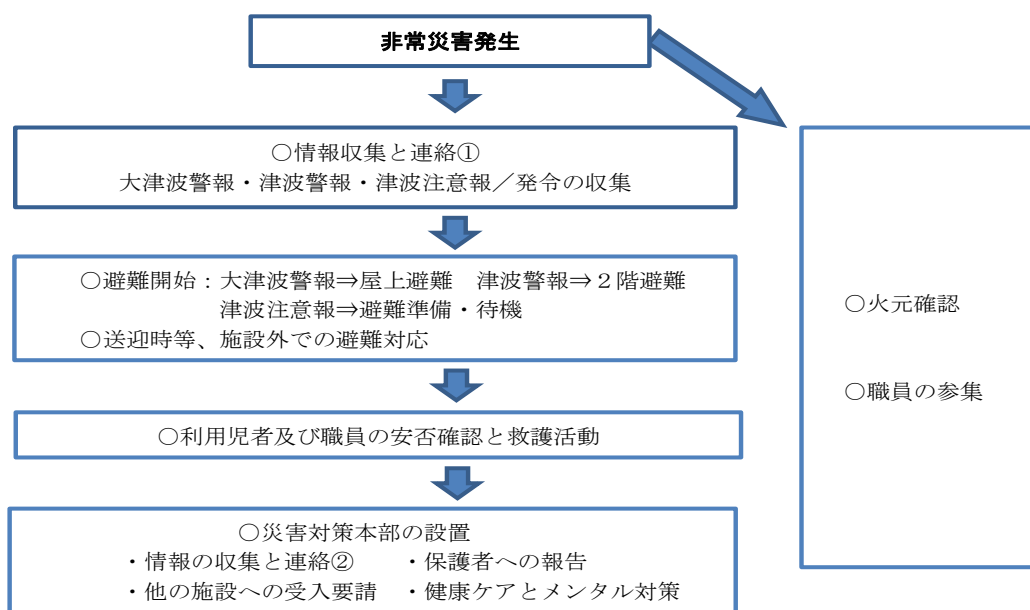 非常災害発生
○情報収集と連絡①
大津波警報・津波警報・津波注意報／発令の収集
○避難開始：大津波警報⇒屋上避難　津波警報⇒２階避難
津波注意報⇒避難準備・待機
○送迎時等、施設外での避難対応
○利用児者及び職員の安否確認と救護活動
○災害対策本部の設置
・情報の収集と連絡②　・保護者への報告
・他の施設への受入要請　・健康ケアとメンタル対策
○火元確認
○職員の参集